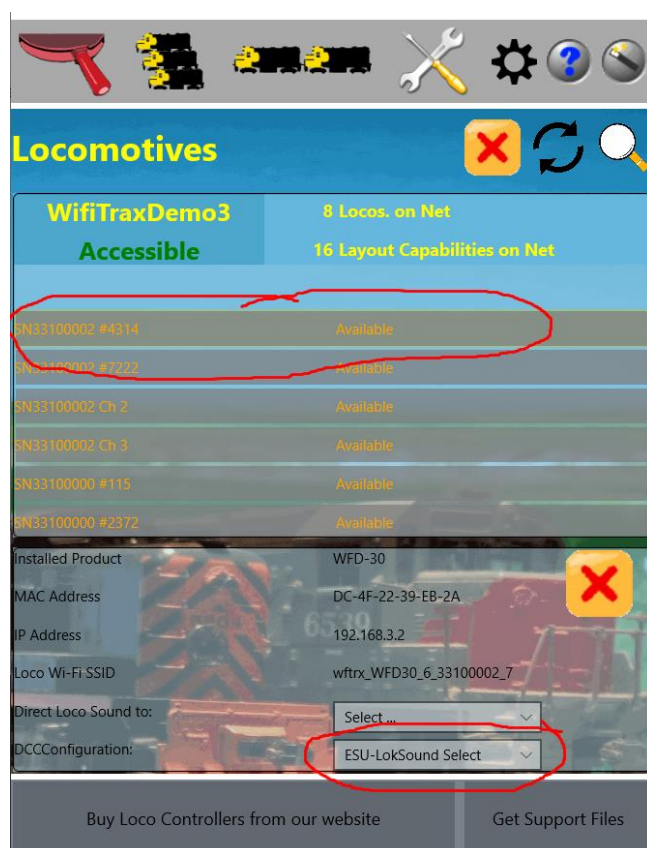 Locomotives
WifiTraxDemo3 8 Locos. on Net
Accessible 16 Layout Capabilities on Net
SN33100002 #4314 Available
SN33100002 #7222 Available
SN33100002 Ch 2 Available
SN33100002 Ch 3 Available
SN33100000 #115 Available
SN33100000 #2372 Available
Installed Product WFD-30
MAC Address DC-4F-22-39-EB-2A
IP Address 192.168.3.2
6539
Loco Wi-Fi SSID wftrx_WFD30_6_33100002_7
Direct Loco Sound to: Select ...
DCCConfiguration: ESU-LokSound Select
Buy Loco Controllers from our website Get Support Files